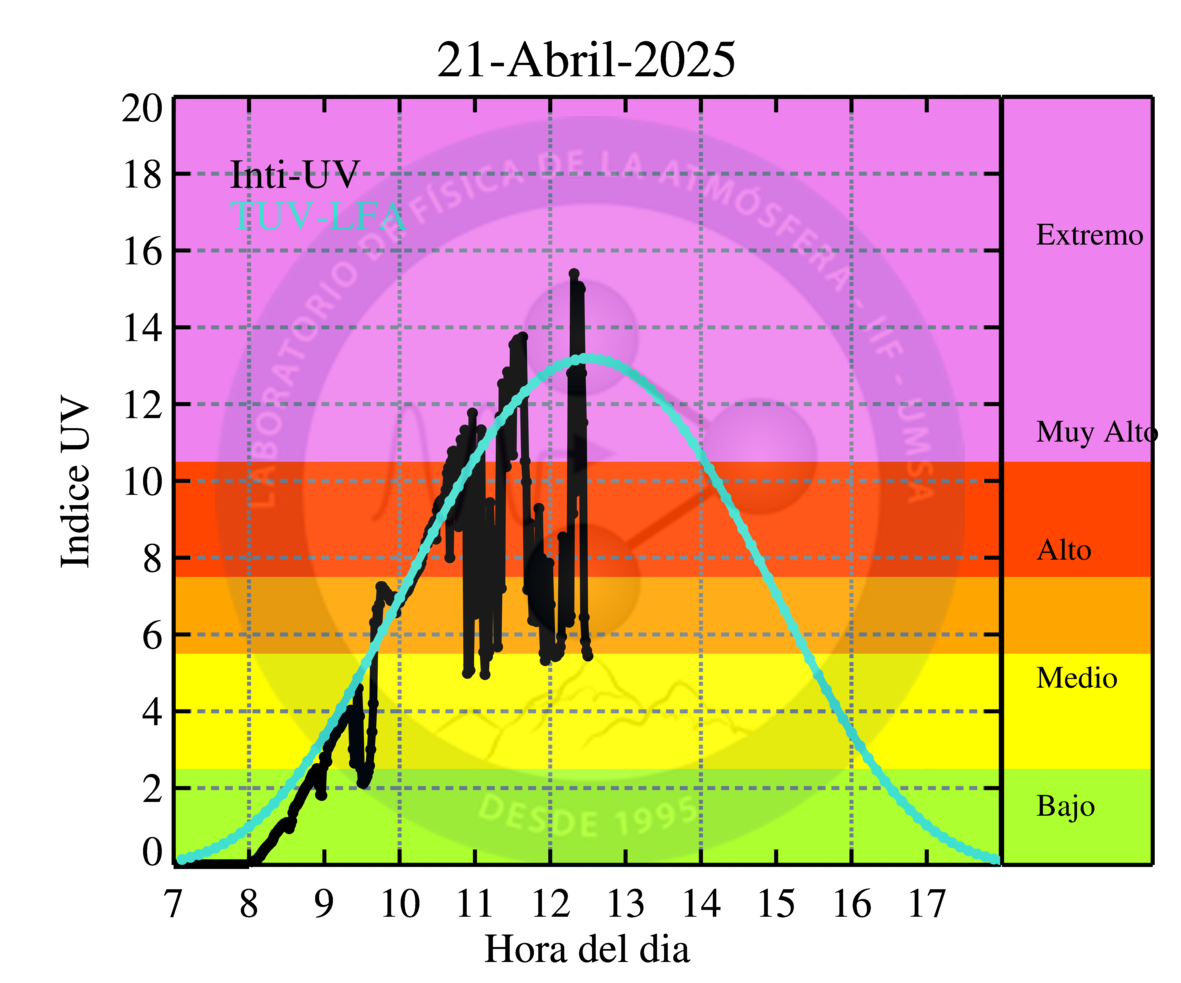 21-Abril-2025
Inti-UV
TUV-LFA
LABORATORIO DE FÍSICA DE LA ATMÓSFERA - IIF - UMSA
DESDE 1995
Indice UV
20
18
16
14
12
10
8
6
4
2
0
Extremo
Muy Alto
Alto
Medio
Bajo
7 8 9 10 11 12 13 14 15 16 17
Hora del dia